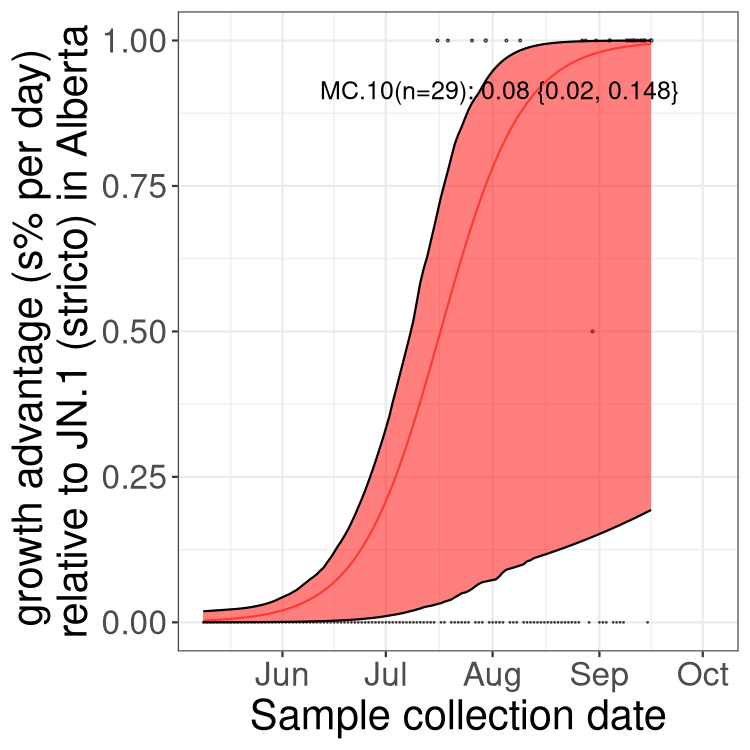 growth advantage (s% per day)
relative to JN.1 (stricto) in Alberta
1.00
0.75
0.50
0.25
0.00
MC.10(n=29): 0.08 {0.02, 0.148}
Jun Jul Aug Sep Oct
Sample collection date